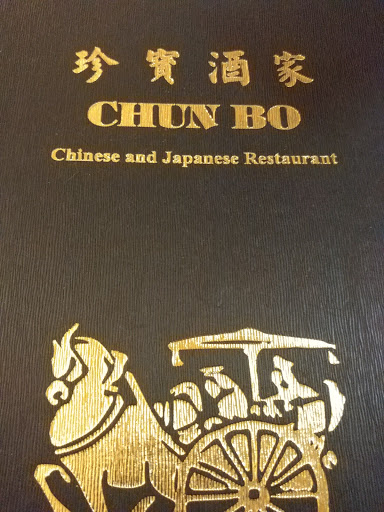 珍寶酒家
CHUN BO
Chinese and Japanese Restaurant